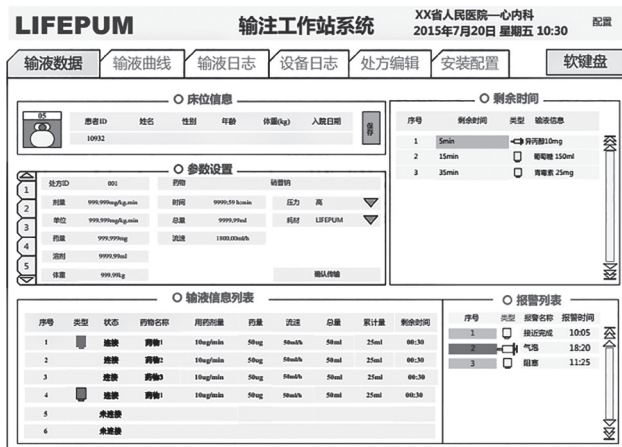 LIFEPUM
输注工作站系统
XX省人民医院—心内科
2015年7月20日 星期五 10:30
配置
输液数据 输液曲线 输液日志 设备日志 处方编辑 安装配置 软键盘
床位信息
05
患者ID 姓名 性别 年龄 体重(kg) 入院日期
10932
保存
剩余时间
序号 剩余时间 类型 输液信息
1 5min 异丙酚10mg
2 15min 葡萄糖 150ml
3 35min 青霉素 25mg
参数设置
1
2
3
4
5
处方ID 001 药物 硝普钠
剂量 999.999mg/kg.min 时间 9999:59 h:min 压力 高
单位 999.999mg/kg.min 总量 9999.99ml 耗材 LIFEPUM
药量 999.999mg 流速 1800.00ml/h
溶剂 9999.99ml
体重 999.99kg 确认传输
输液信息列表
序号 类型 状态 药物名称 用药剂量 药量 流速 总量 累计量 剩余时间
1 连接 药物1 10ug/min 50ug 50ml/h 50ml 25ml 00:30
2 连接 药物2 10ug/min 50ug 50ml/h 50ml 25ml 00:30
3 连接 药物3 10ug/min 50ug 50ml/h 50ml 25ml 00:30
4 连接 药物1 10ug/min 50ug 50ml/h 50ml 25ml 00:30
5 未连接
6 未连接
报警列表
序号 类型 报警名称 报警时间
1 接近完成 10:05
2 气泡 18:20
3 阻塞 11:25